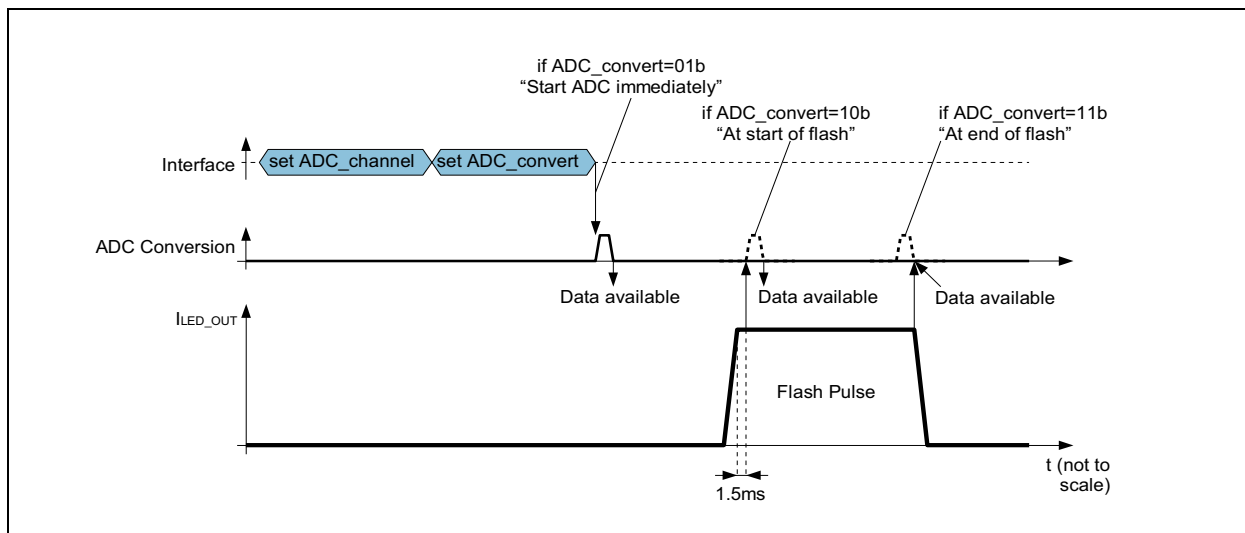 if ADC_convert=01b
“Start ADC immediately”
if ADC_convert=10b
“At start of flash”
if ADC_convert=11b
“At end of flash”
Interface
set ADC_channel
set ADC_convert
ADC Conversion
Data available
Data available
Data available
ILED_OUT
Flash Pulse
t (not to
scale)
1.5ms